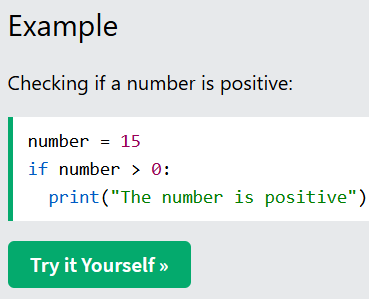 Example
Checking if a number is positive:
number = 15
if number > 0:
  print("The number is positive")
Try it Yourself »